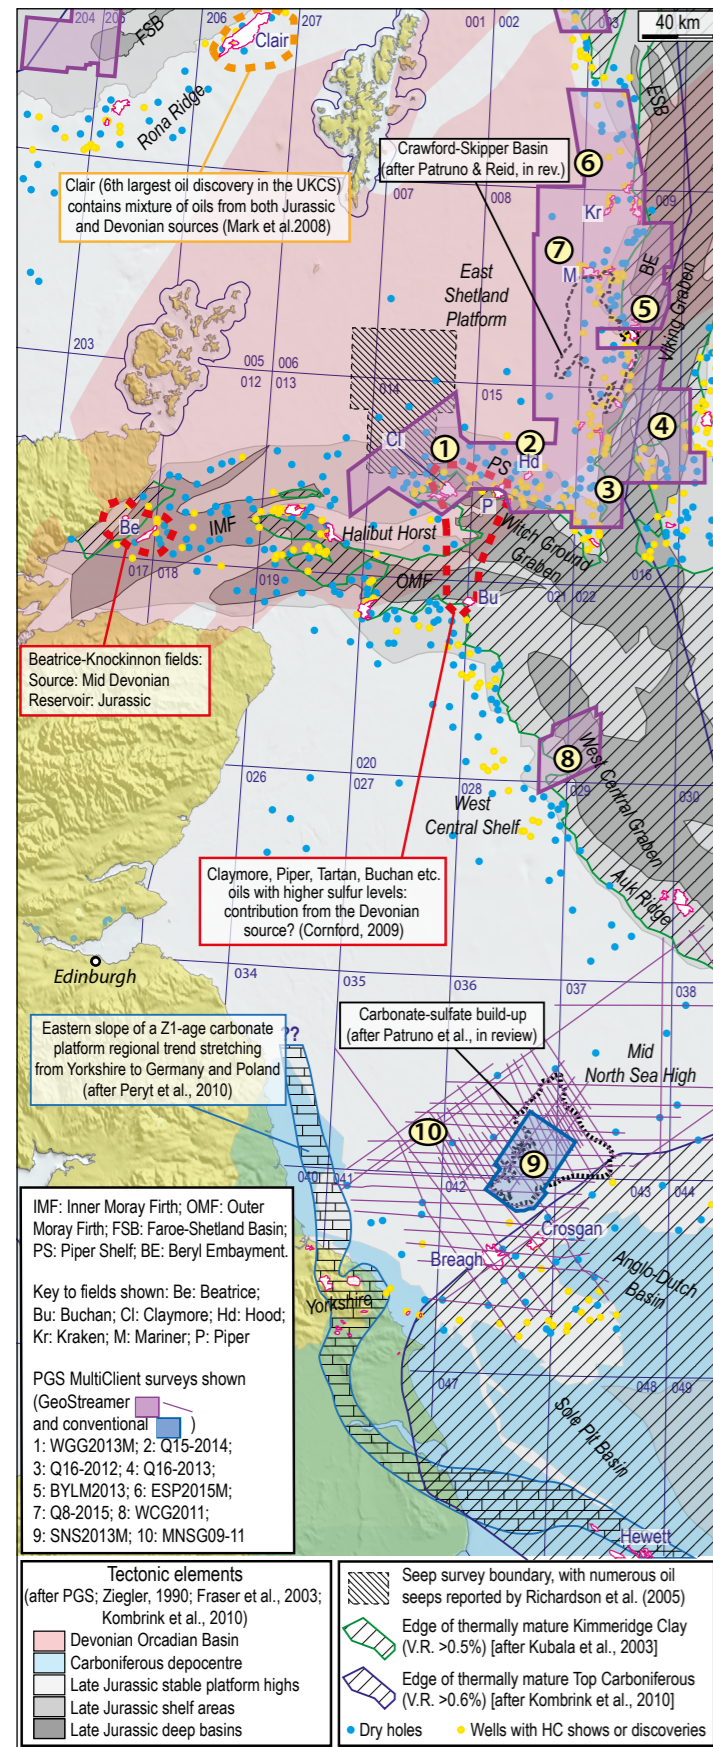 204
205
FSB
206
207
001
002
003
40 km
Clair
Rona Ridge
FSB
Crawford-Skipper Basin
(after Patruno & Reid, in rev.)
Clair (6th largest oil discovery in the UKCS)
contains mixture of oils from both Jurassic
and Devonian sources (Mark et al.2008)
6
007
008
009
Kr
7
M
BE
East
Shetland
Platform
5
Viking Graben
203
005
006
012
013
014
015
Cl
1
2
4
PS
Hd
3
Be
IMF
Halibut Horst
P
Witch Ground
Graben
017
018
019
OMF
Bu
021
022
016
Beatrice-Knockinnon fields:
Source: Mid Devonian
Reservoir: Jurassic
8
West Central Graben
020
026
027
028
029
030
West
Central Shelf
Auk Ridge
Claymore, Piper, Tartan, Buchan etc.
oils with higher sulfur levels:
contribution from the Devonian
source? (Cornford, 2009)
Edinburgh
034
035
036
037
038
Eastern slope of a Z1-age carbonate
platform regional trend stretching
from Yorkshire to Germany and Poland
(after Peryt et al., 2010)
??
Carbonate-sulfate build-up
(after Patruno et al., in review)
Mid
North Sea High
10
9
040
041
042
043
044
Crosgan
Breagh
Anglo-Dutch
Basin
Yorkshire
IMF: Inner Moray Firth; OMF: Outer
Moray Firth; FSB: Faroe-Shetland Basin;
PS: Piper Shelf; BE: Beryl Embayment.
Key to fields shown: Be: Beatrice;
Bu: Buchan; Cl: Claymore; Hd: Hood;
Kr: Kraken; M: Mariner; P: Piper
PGS MultiClient surveys shown
(GeoStreamer
and conventional )
1: WGG2013M; 2: Q15-2014;
3: Q16-2012; 4: Q16-2013;
5: BYLM2013; 6: ESP2015M;
7: Q8-2015; 8: WCG2011;
9: SNS2013M; 10: MNSG09-11
047
048
049
Sole Pit Basin
Hewett
Tectonic elements
(after PGS; Ziegler, 1990; Fraser et al., 2003;
Kombrink et al., 2010)
Devonian Orcadian Basin
Carboniferous depocentre
Late Jurassic stable platform highs
Late Jurassic shelf areas
Late Jurassic deep basins
Seep survey boundary, with numerous oil
seeps reported by Richardson et al. (2005)
Edge of thermally mature Kimmeridge Clay
(V.R. >0.5%) [after Kubala et al., 2003]
Edge of thermally mature Top Carboniferous
(V.R. >0.6%) [after Kombrink et al., 2010]
Dry holes
Wells with HC shows or discoveries